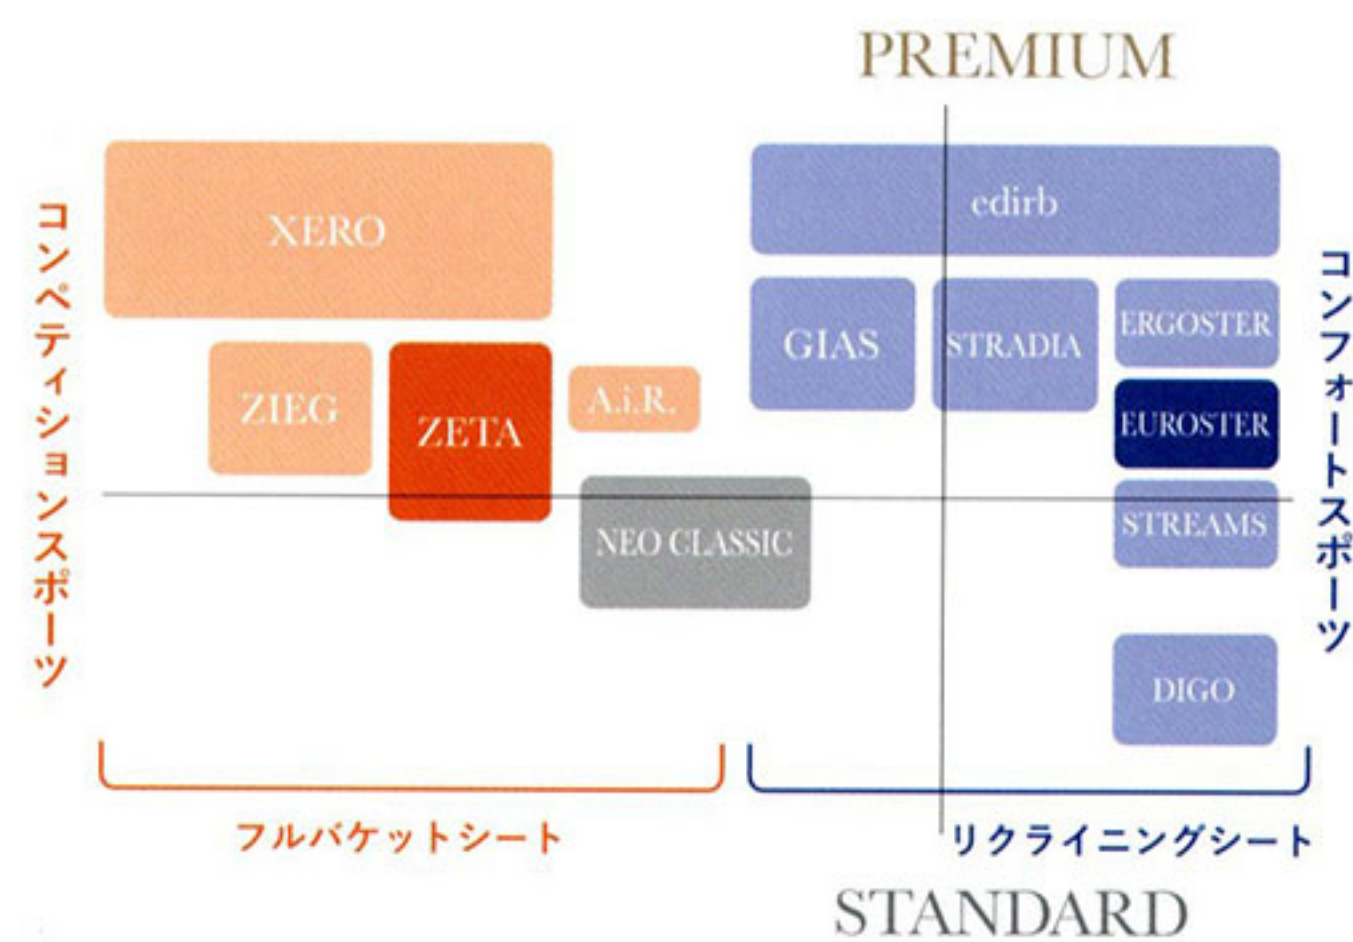 PREMIUM
コンペティションスポーツ
XERO
edirb
コンフォートスポーツ
ZIEG
ZETA
A.i.R.
GIAS
STRADIA
ERGOSTER
EUROSTER
NEO CLASSIC
STREAMS
DIGO
フルバケットシート
リクライニングシート
STANDARD